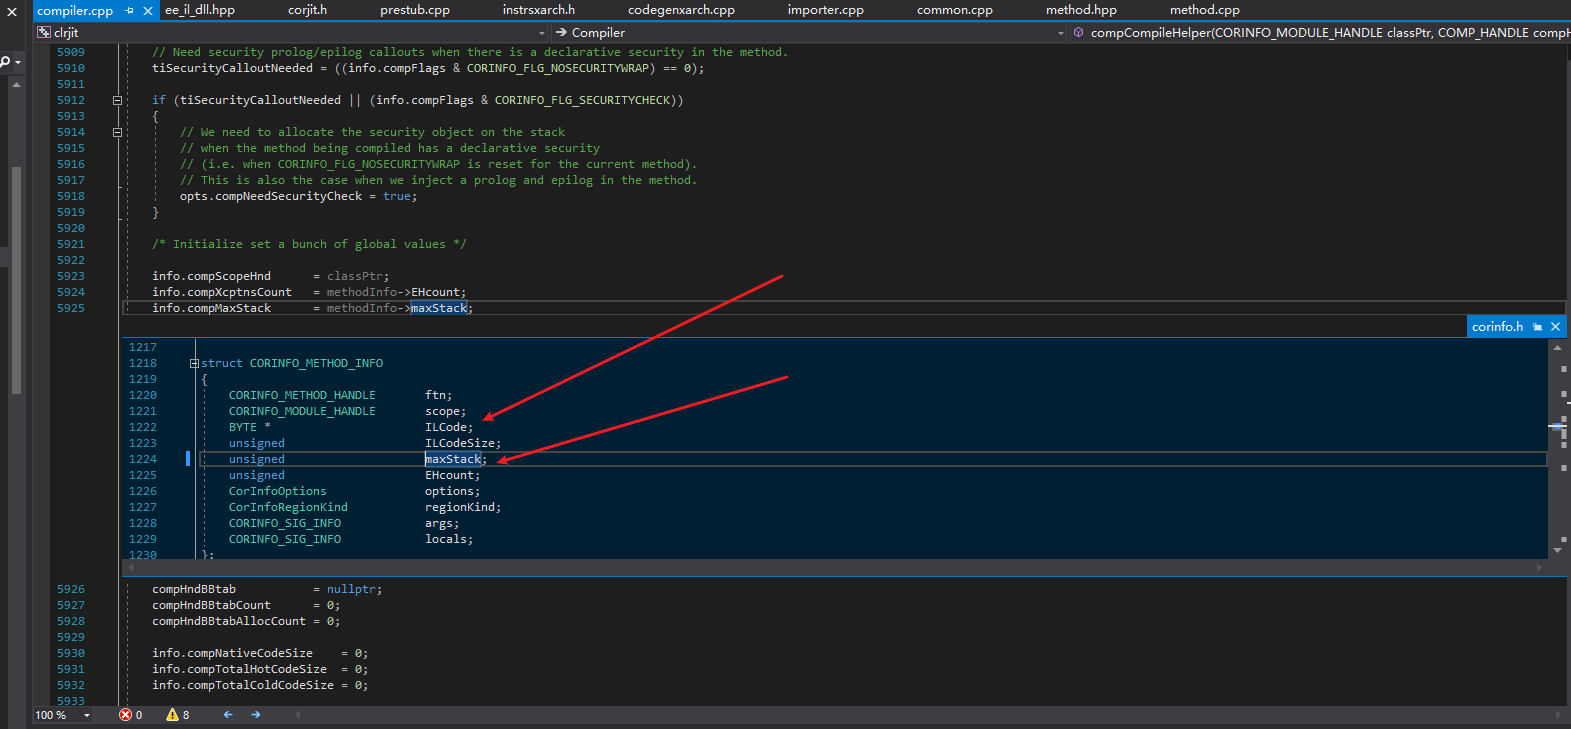 compiler.cpp ee_il_dll.hpp corjit.h prestub.cpp instrsxarch.h codegenxarch.cpp importer.cpp common.cpp method.hpp method.cpp
clrjit Compiler compCompileHelper(CORINFO_MODULE_HANDLE classPtr, COMP_HANDLE compH
5909 // Need security prolog/epilog callouts when there is a declarative security in the method.
5910 tiSecurityCalloutNeeded = ((info.compFlags & CORINFO_FLG_NOSECURITYWRAP) == 0);
5911
5912 if (tiSecurityCalloutNeeded || (info.compFlags & CORINFO_FLG_SECURITYCHECK))
5913 {
5914 // We need to allocate the security object on the stack
5915 // when the method being compiled has a declarative security
5916 // (i.e. when CORINFO_FLG_NOSECURITYWRAP is reset for the current method).
5917 // This is also the case when we inject a prolog and epilog in the method.
5918 opts.compNeedSecurityCheck = true;
5919 }
5920
5921 /* Initialize set a bunch of global values */
5922
5923 info.compScopeHnd = classPtr;
5924 info.compXcptnsCount = methodInfo->EHcount;
5925 info.compMaxStack = methodInfo->maxStack;
corinfo.h
1217
1218 struct CORINFO_METHOD_INFO
1219 {
1220 CORINFO_METHOD_HANDLE ftn;
1221 CORINFO_MODULE_HANDLE scope;
1222 BYTE * ILCode;
1223 unsigned ILCodeSize;
1224 unsigned maxStack;
1225 unsigned EHcount;
1226 CorInfoOptions options;
1227 CorInfoRegionKind regionKind;
1228 CORINFO_SIG_INFO args;
1229 CORINFO_SIG_INFO locals;
1230 };
5926 compHndBBtab = nullptr;
5927 compHndBBtabCount = 0;
5928 compHndBBtabAllocCount = 0;
5929
5930 info.compNativeCodeSize = 0;
5931 info.compTotalHotCodeSize = 0;
5932 info.compTotalColdCodeSize = 0;
5933
100 % 0 8